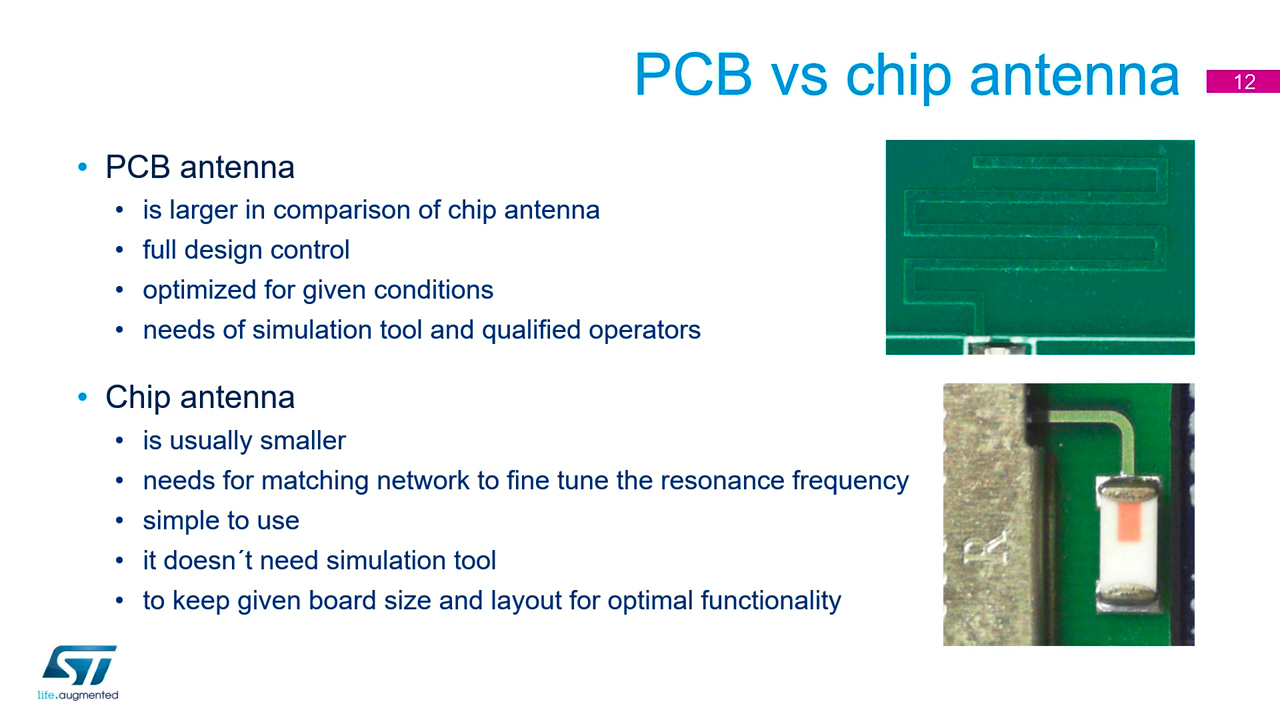 PCB vs chip antenna
12
• PCB antenna
• is larger in comparison of chip antenna
• full design control
• optimized for given conditions
• needs of simulation tool and qualified operators
• Chip antenna
• is usually smaller
• needs for matching network to fine tune the resonance frequency
• simple to use
• it doesn´t need simulation tool
• to keep given board size and layout for optimal functionality
R
ST
life.augmented